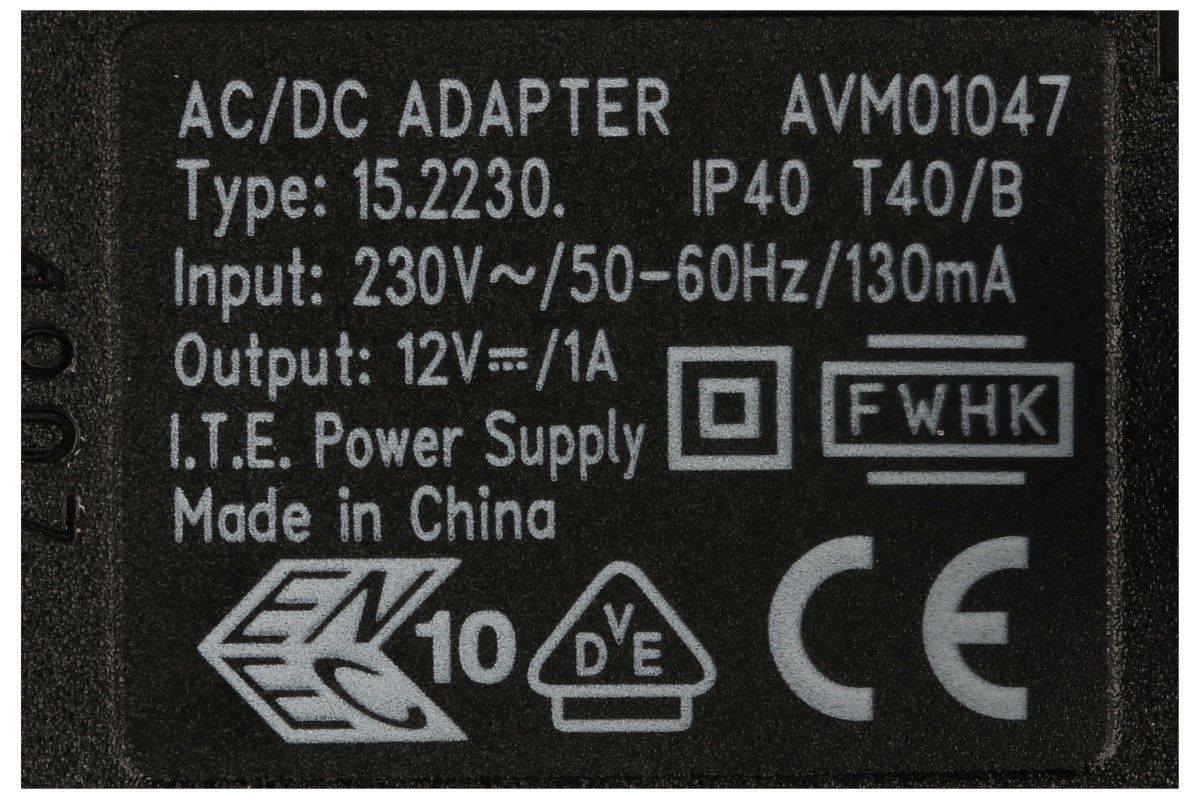 AC/DC ADAPTER AVM01047
Type: 15.2230. IP40 T40/B
Input: 230V~/50-60Hz/130mA
Output: 12V⎓/1A
FWHK
I.T.E. Power Supply
Made in China
ENEC 10
DVE
CE